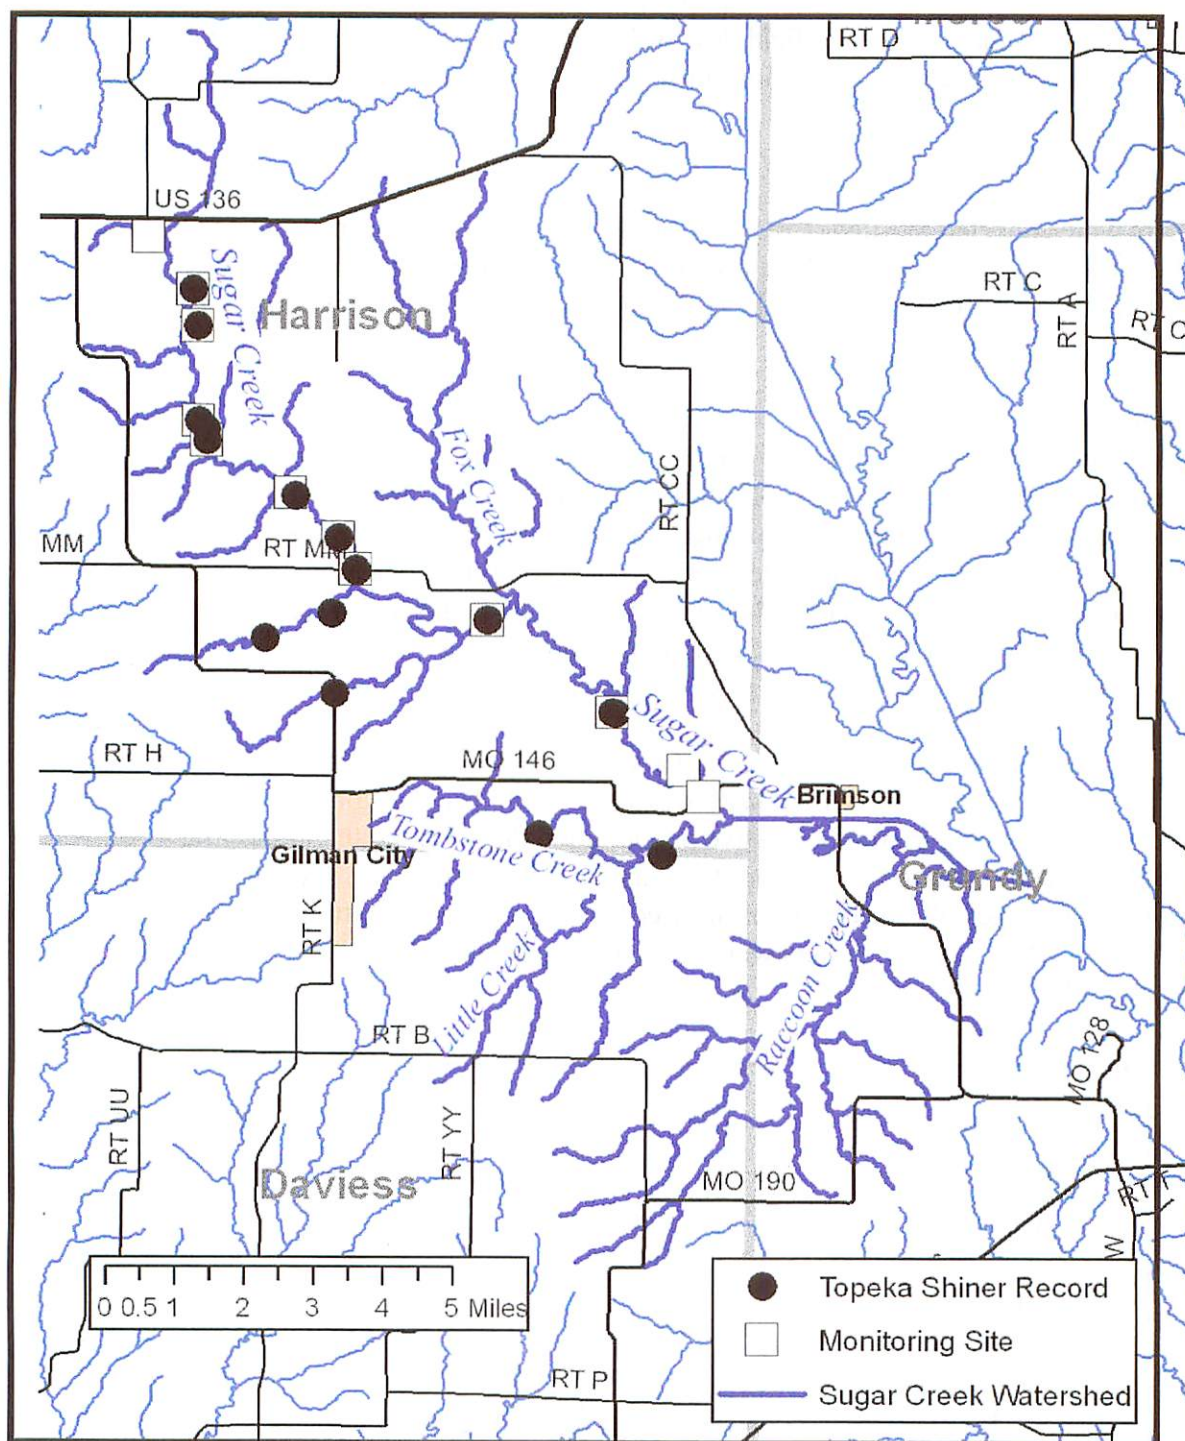 RT D
US 136
Sugar Creek
Harrison
RT C
RT A
RT C
Fox Creek
RT CC
MM
RT MM
Sugar Creek
RT H
MO 146
Brimson
Tombstone Creek
Gilman City
Grundy
RT K
Little Creek
Raccoon Creek
RT B
MO 128
RT UU
RT YY
Daviess
MO 190
RT T
W
0 0.5 1 2 3 4 5 Miles
Topeka Shiner Record
Monitoring Site
Sugar Creek Watershed
RT P